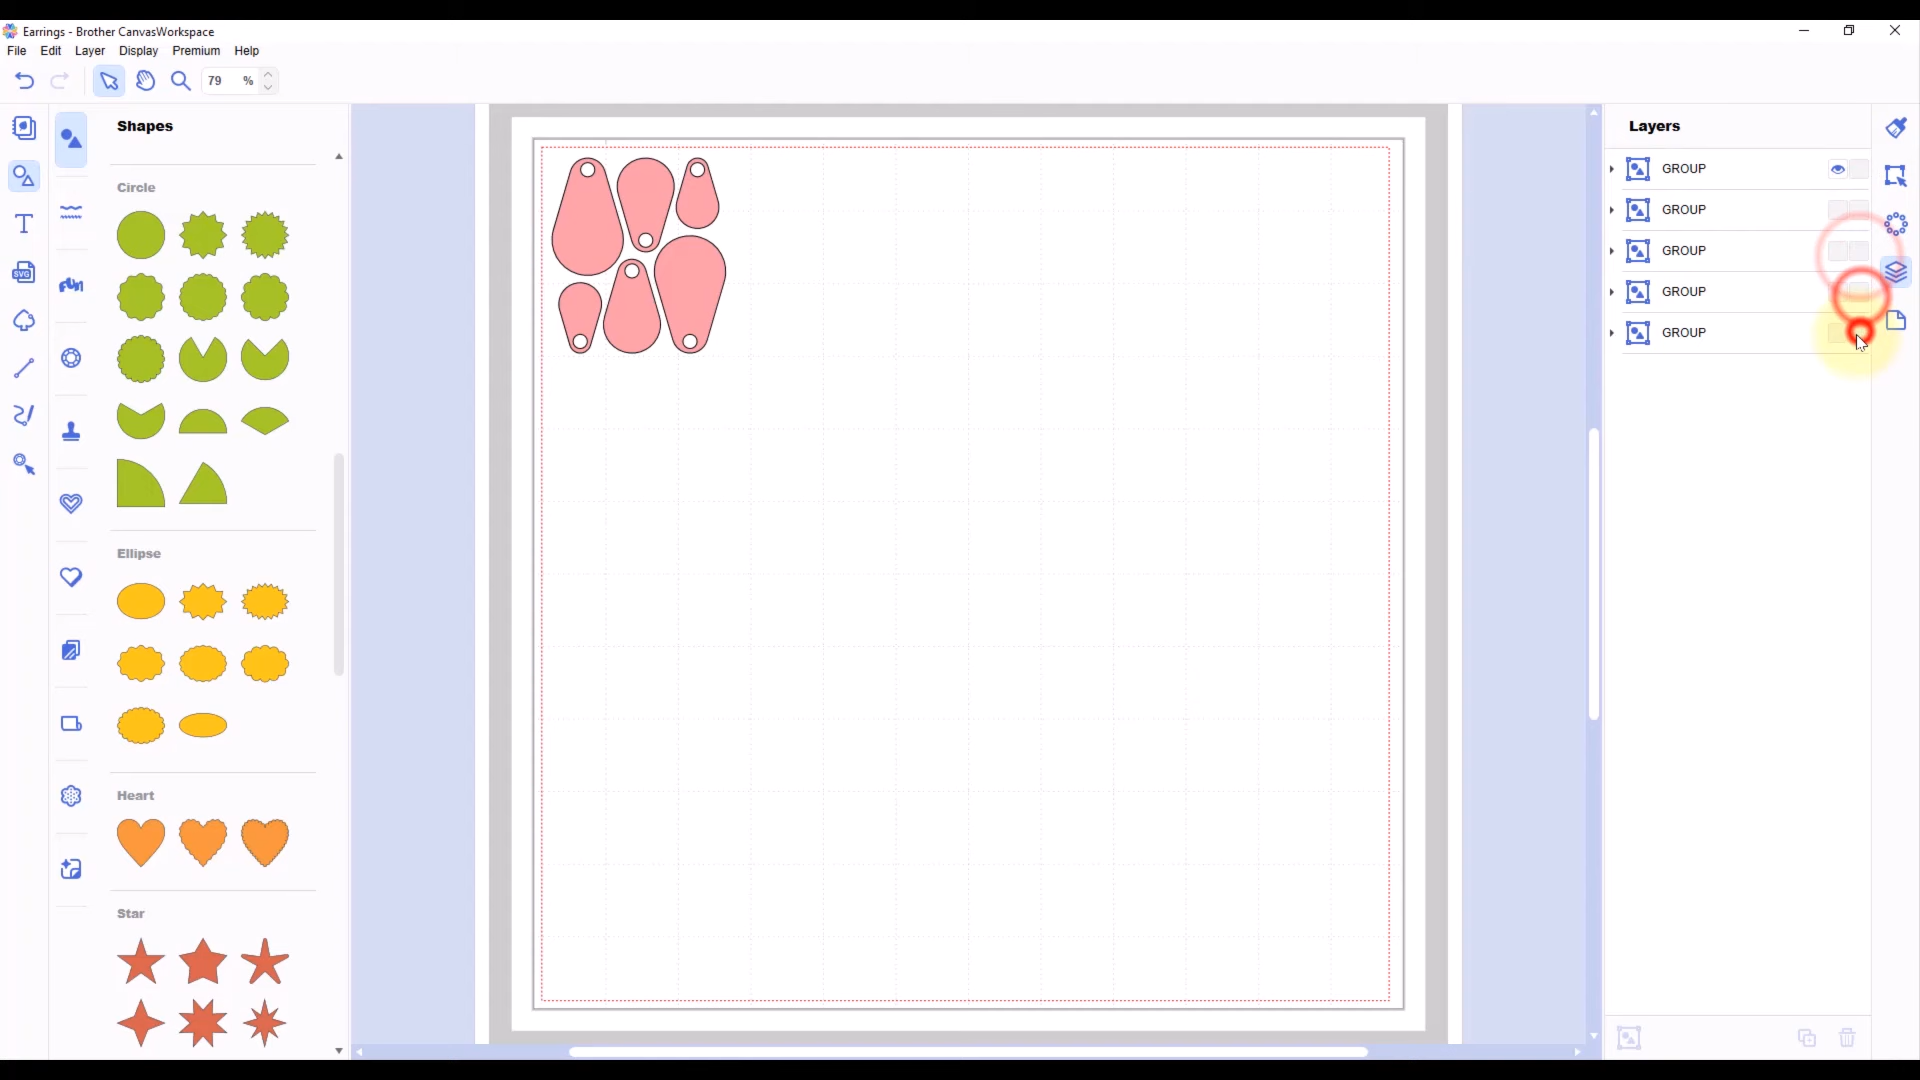 Earrings - Brother CanvasWorkspace
File Edit Layer Display Premium Help
79 %
Shapes
Layers
Circle
GROUP
GROUP
GROUP
GROUP
GROUP
SVG
Ellipse
Heart
Star